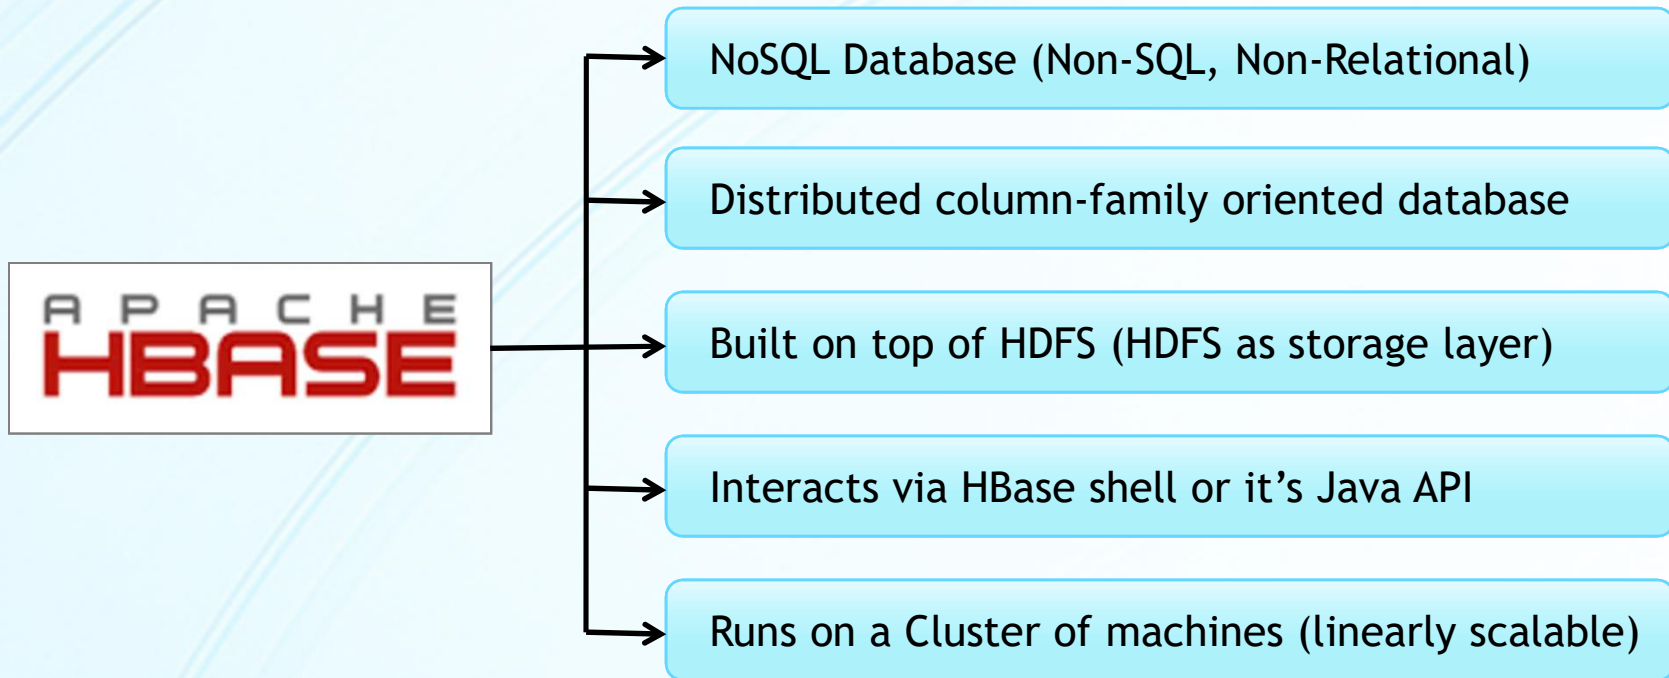 APACHE
HBASE
NoSQL Database (Non-SQL, Non-Relational)
Distributed column-family oriented database
Built on top of HDFS (HDFS as storage layer)
Interacts via HBase shell or it’s Java API
Runs on a Cluster of machines (linearly scalable)